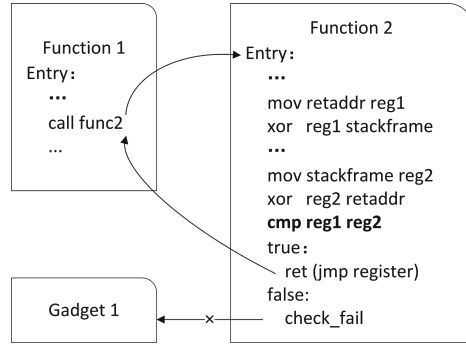 Function 1
Entry：
...
call func2
...
Function 2
Entry：
...
mov retaddr reg1
xor reg1 stackframe
...
mov stackframe reg2
xor reg2 retaddr
cmp reg1 reg2
true：
ret (jmp register)
false:
check_fail
Gadget 1
×